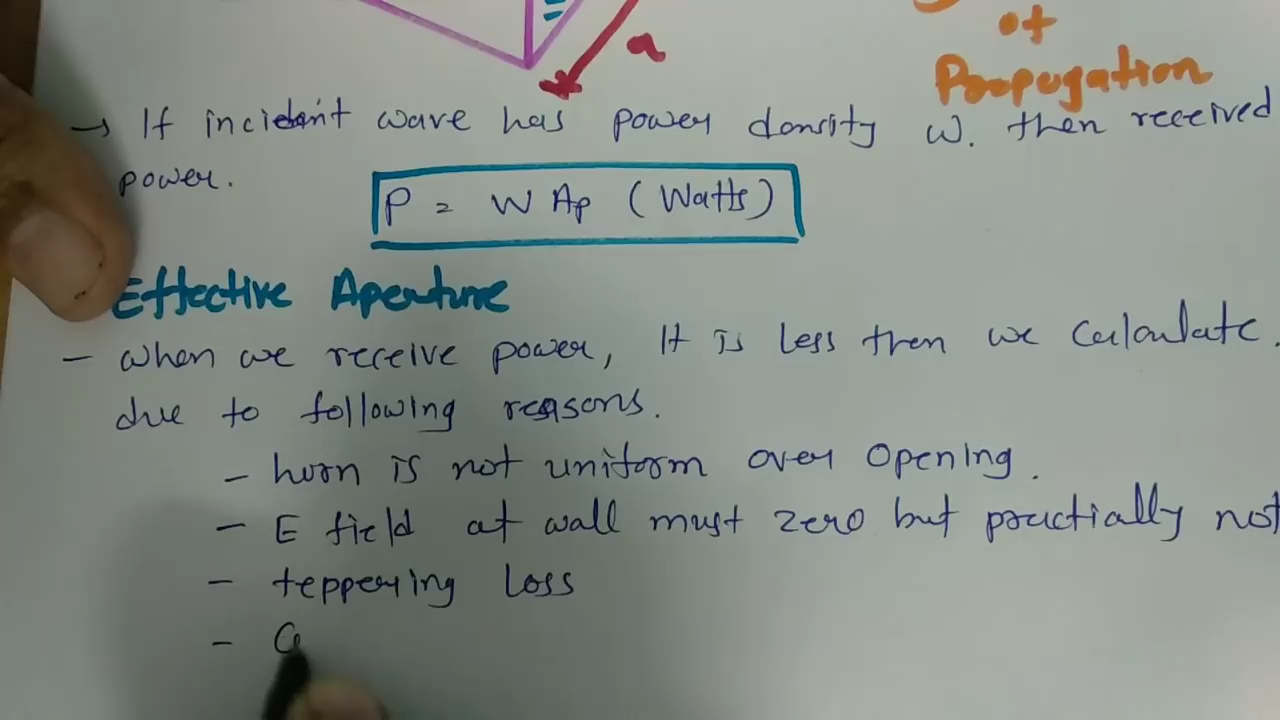 a
of
Propugation
→ If incident wave has power density W. then received
power.
P = W Ap (Watts)
Effective Aperture
- when we receive power, It is less then we calculate.
due to following reasons.
- horn is not uniform over opening.
- E field at wall must zero but practially not
- teppering loss